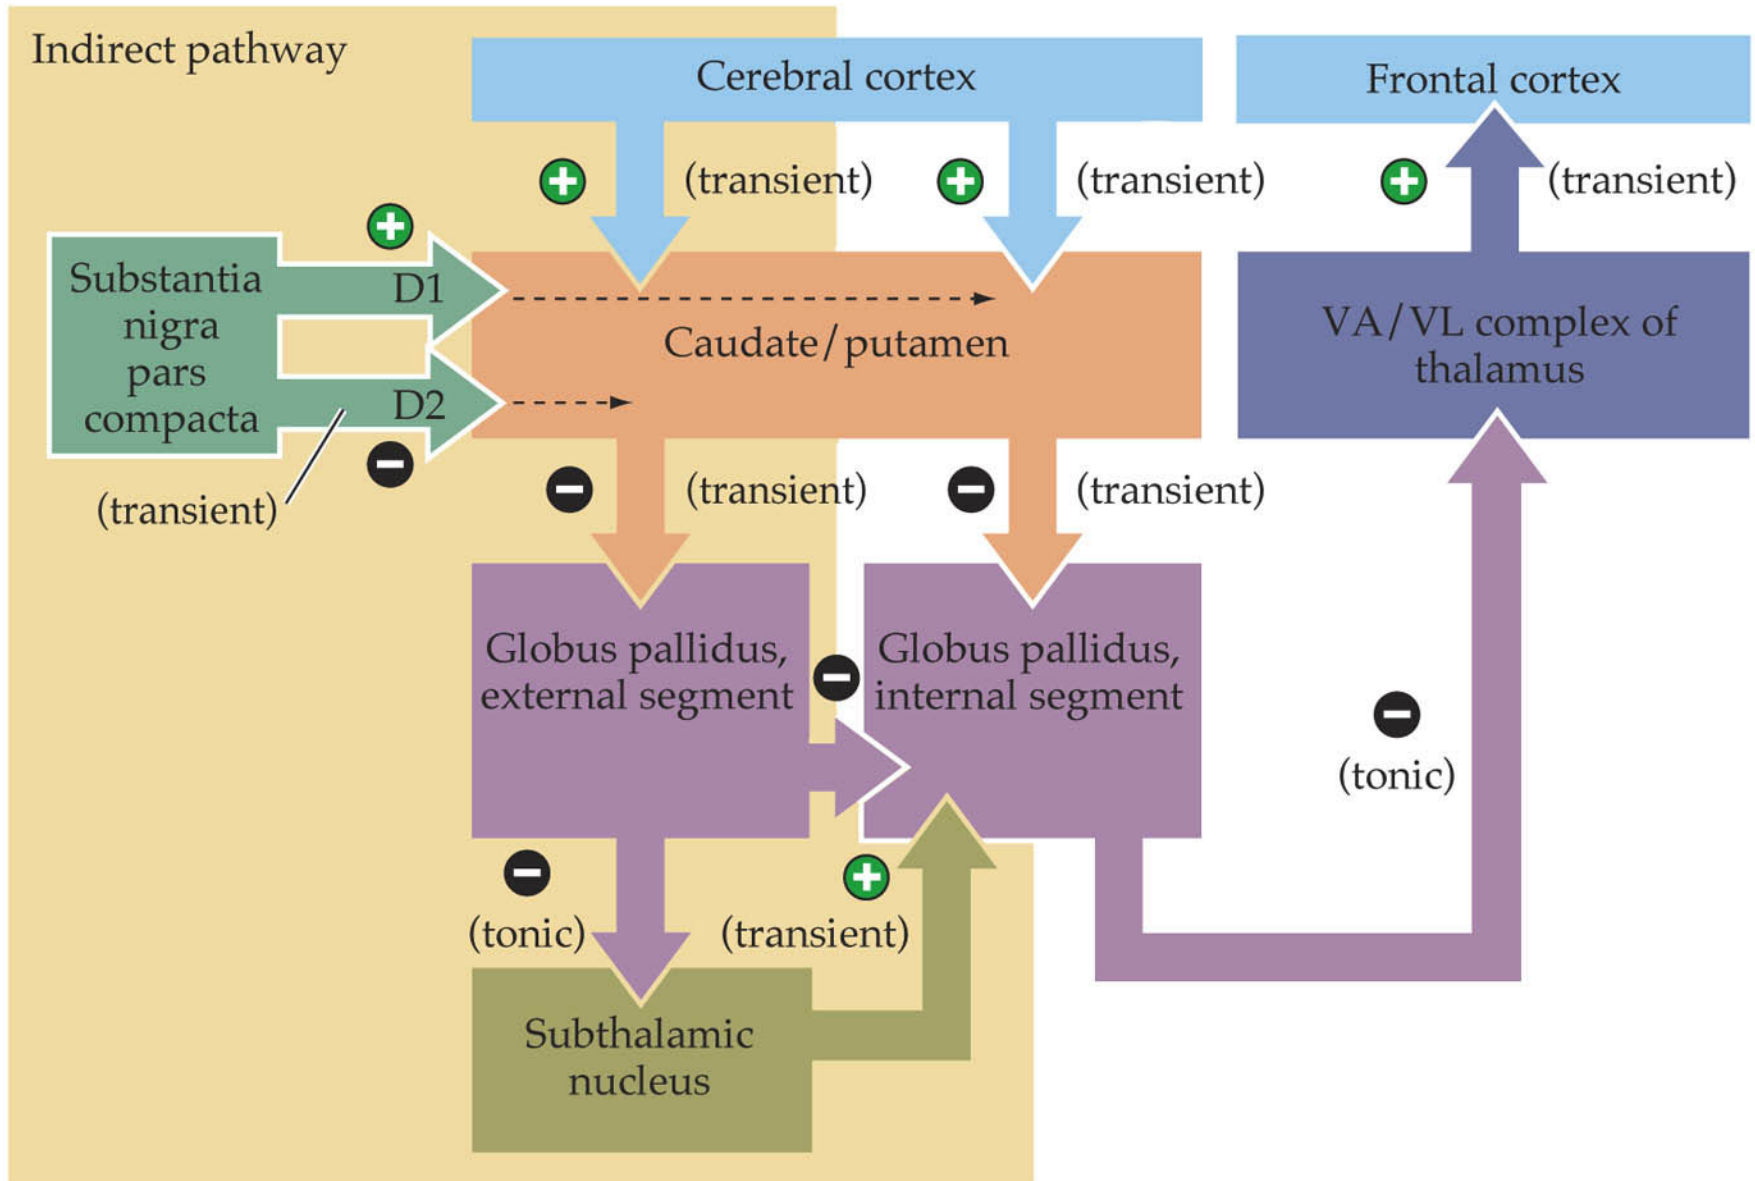 Indirect pathway
Cerebral cortex
Frontal cortex
(transient)
(transient)
(transient)
Substantia
nigra
pars
compacta
D1
D2
(transient)
Caudate/putamen
VA/VL complex of
thalamus
(transient)
(transient)
Globus pallidus,
external segment
Globus pallidus,
internal segment
(tonic)
(tonic)
(transient)
Subthalamic
nucleus